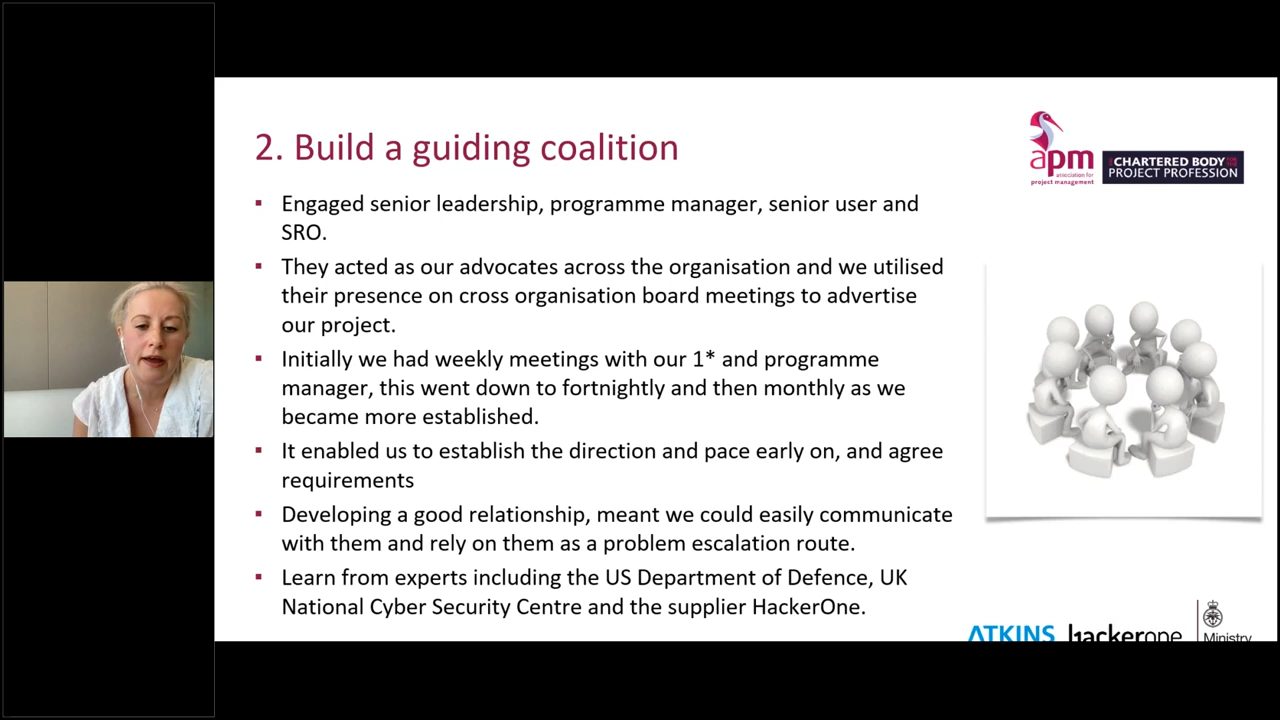 2. Build a guiding coalition
apm
association for
project management
CHARTERED BODY FOR THE
PROJECT PROFESSION
▪ Engaged senior leadership, programme manager, senior user and
SRO.
▪ They acted as our advocates across the organisation and we utilised
their presence on cross organisation board meetings to advertise
our project.
▪ Initially we had weekly meetings with our 1* and programme
manager, this went down to fortnightly and then monthly as we
became more established.
▪ It enabled us to establish the direction and pace early on, and agree
requirements
▪ Developing a good relationship, meant we could easily communicate
with them and rely on them as a problem escalation route.
▪ Learn from experts including the US Department of Defence, UK
National Cyber Security Centre and the supplier HackerOne.
ATKINS
hackerone
Ministry